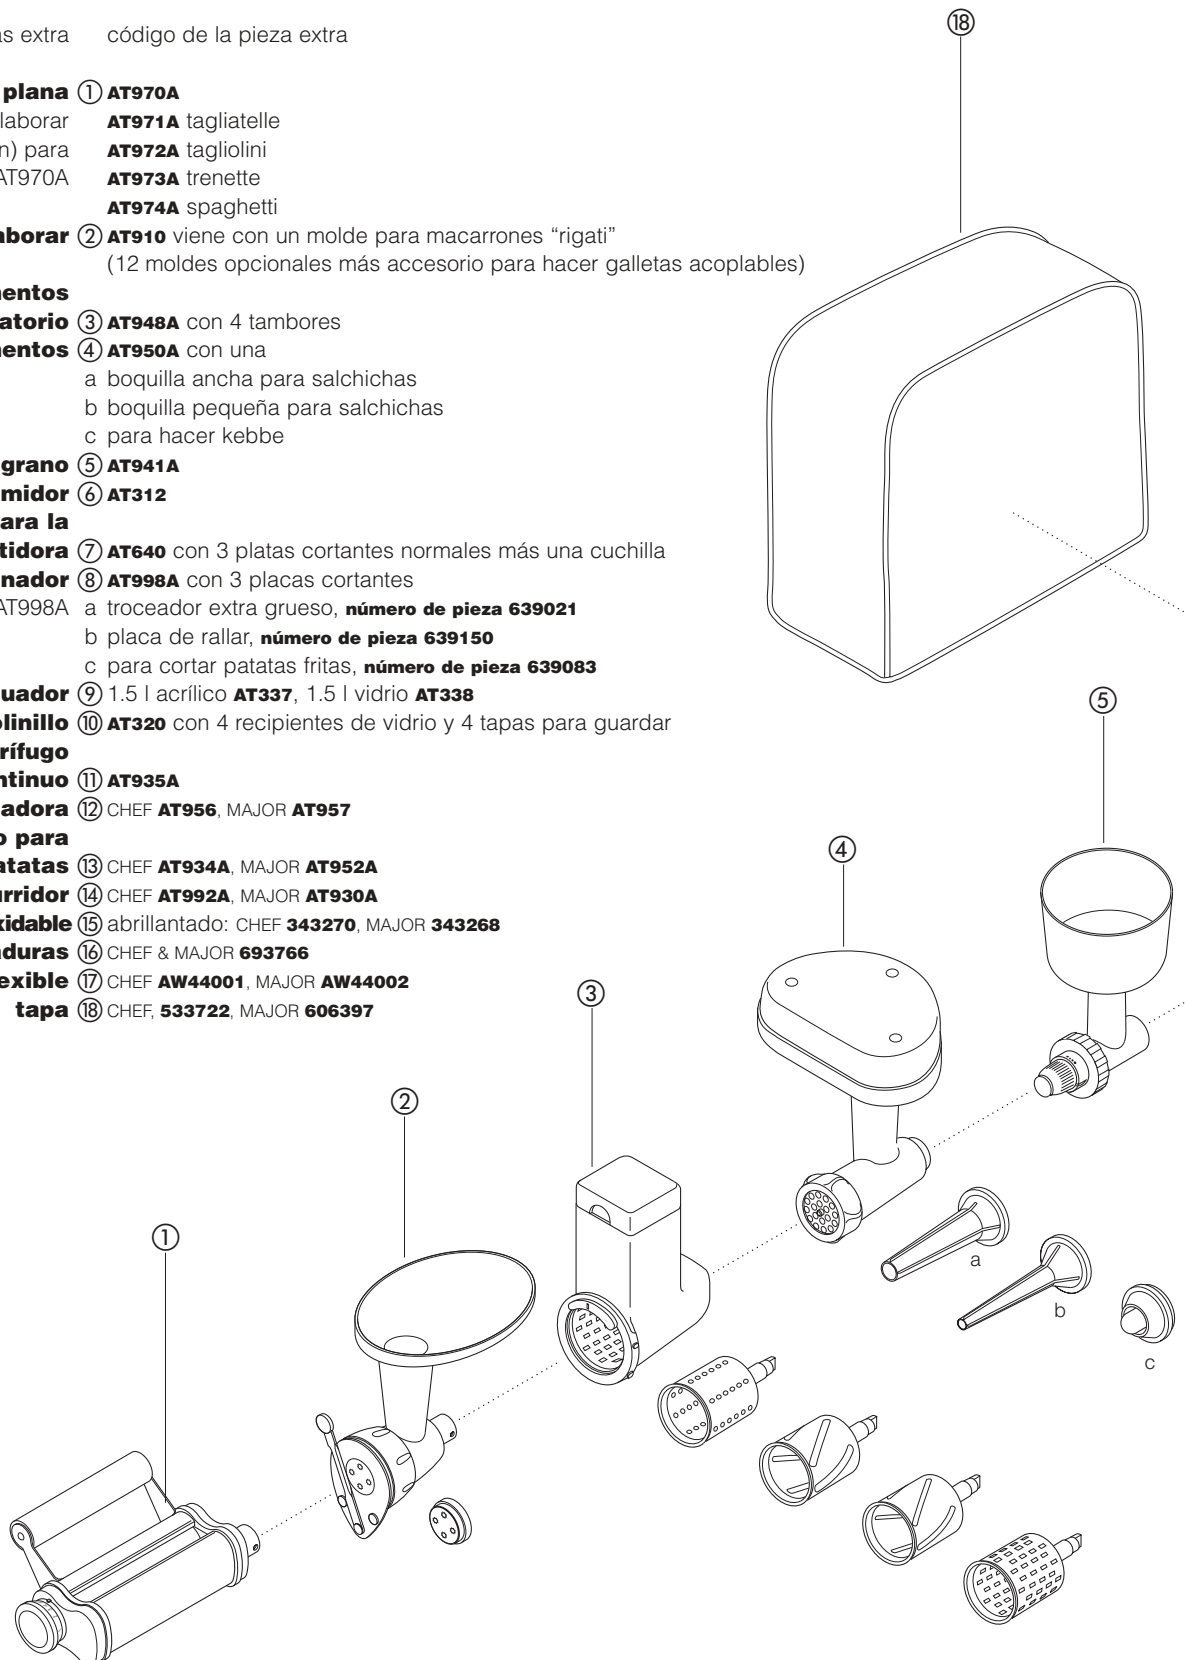 as extra código de la pieza extra
plana ① AT970A
laborar AT971A tagliatelle
n) para AT972A tagliolini
AT970A AT973A trenette
AT974A spaghetti
aborar ② AT910 viene con un molde para macarrones “rigati”
(12 moldes opcionales más accesorio para hacer galletas acoplables)
entos
atorio ③ AT948A con 4 tambores
mentos ④ AT950A con una
a boquilla ancha para salchichas
b boquilla pequeña para salchichas
c para hacer kebbe
grano ⑤ AT941A
midor ⑥ AT312
ara la
tidora ⑦ AT640 con 3 platas cortantes normales más una cuchilla
nador ⑧ AT998A con 3 placas cortantes
AT998A a troceador extra grueso, número de pieza 639021
b placa de rallar, número de pieza 639150
c para cortar patatas fritas, número de pieza 639083
uador ⑨ 1.5 l acrílico AT337, 1.5 l vidrio AT338
olinillo ⑩ AT320 con 4 recipientes de vidrio y 4 tapas para guardar
rífugo
ntinuo ⑪ AT935A
adora ⑫ CHEF AT956, MAJOR AT957
o para
atatas ⑬ CHEF AT934A, MAJOR AT952A
urridor ⑭ CHEF AT992A, MAJOR AT930A
xidable ⑮ abrillantado: CHEF 343270, MAJOR 343268
aduras ⑯ CHEF & MAJOR 693766
exible ⑰ CHEF AW44001, MAJOR AW44002
tapa ⑱ CHEF, 533722, MAJOR 606397
⑱
⑤
④
③
②
①
a
b
c